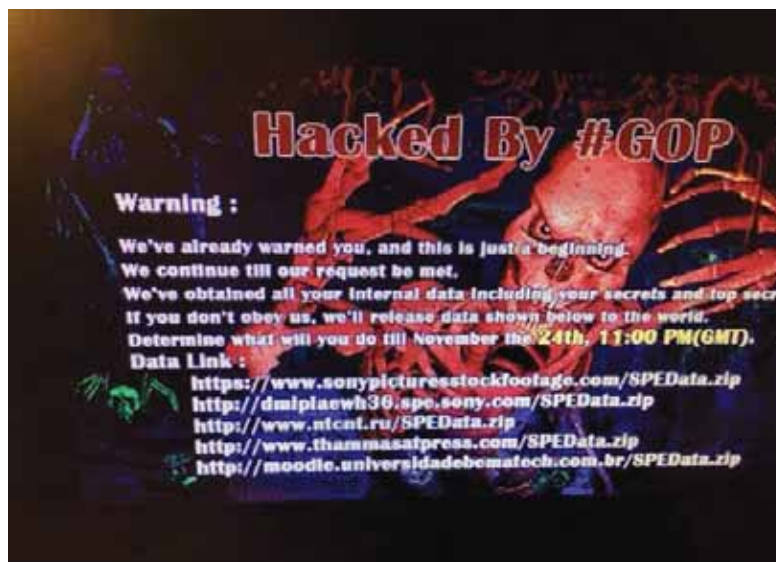 Hacked By #GOP
Warning :
We've already warned you, and this is just a beginning.
We continue till our request be met.
We've obtained all your internal data including your secrets and top secr
If you don't obey us, we'll release data shown below to the world.
Determine what will you do till November the 24th, 11:00 PM(GMT).
Data Link :
https://www.sonypicturesstockfootage.com/SPEData.zip
http://dmiplaewh36.spe.sony.com/SPEData.zip
http://www.ntcnt.ru/SPEData.zip
http://www.thammasatpress.com/SPEData.zip
http://moodle.universidadebematech.com.br/SPEData.zip